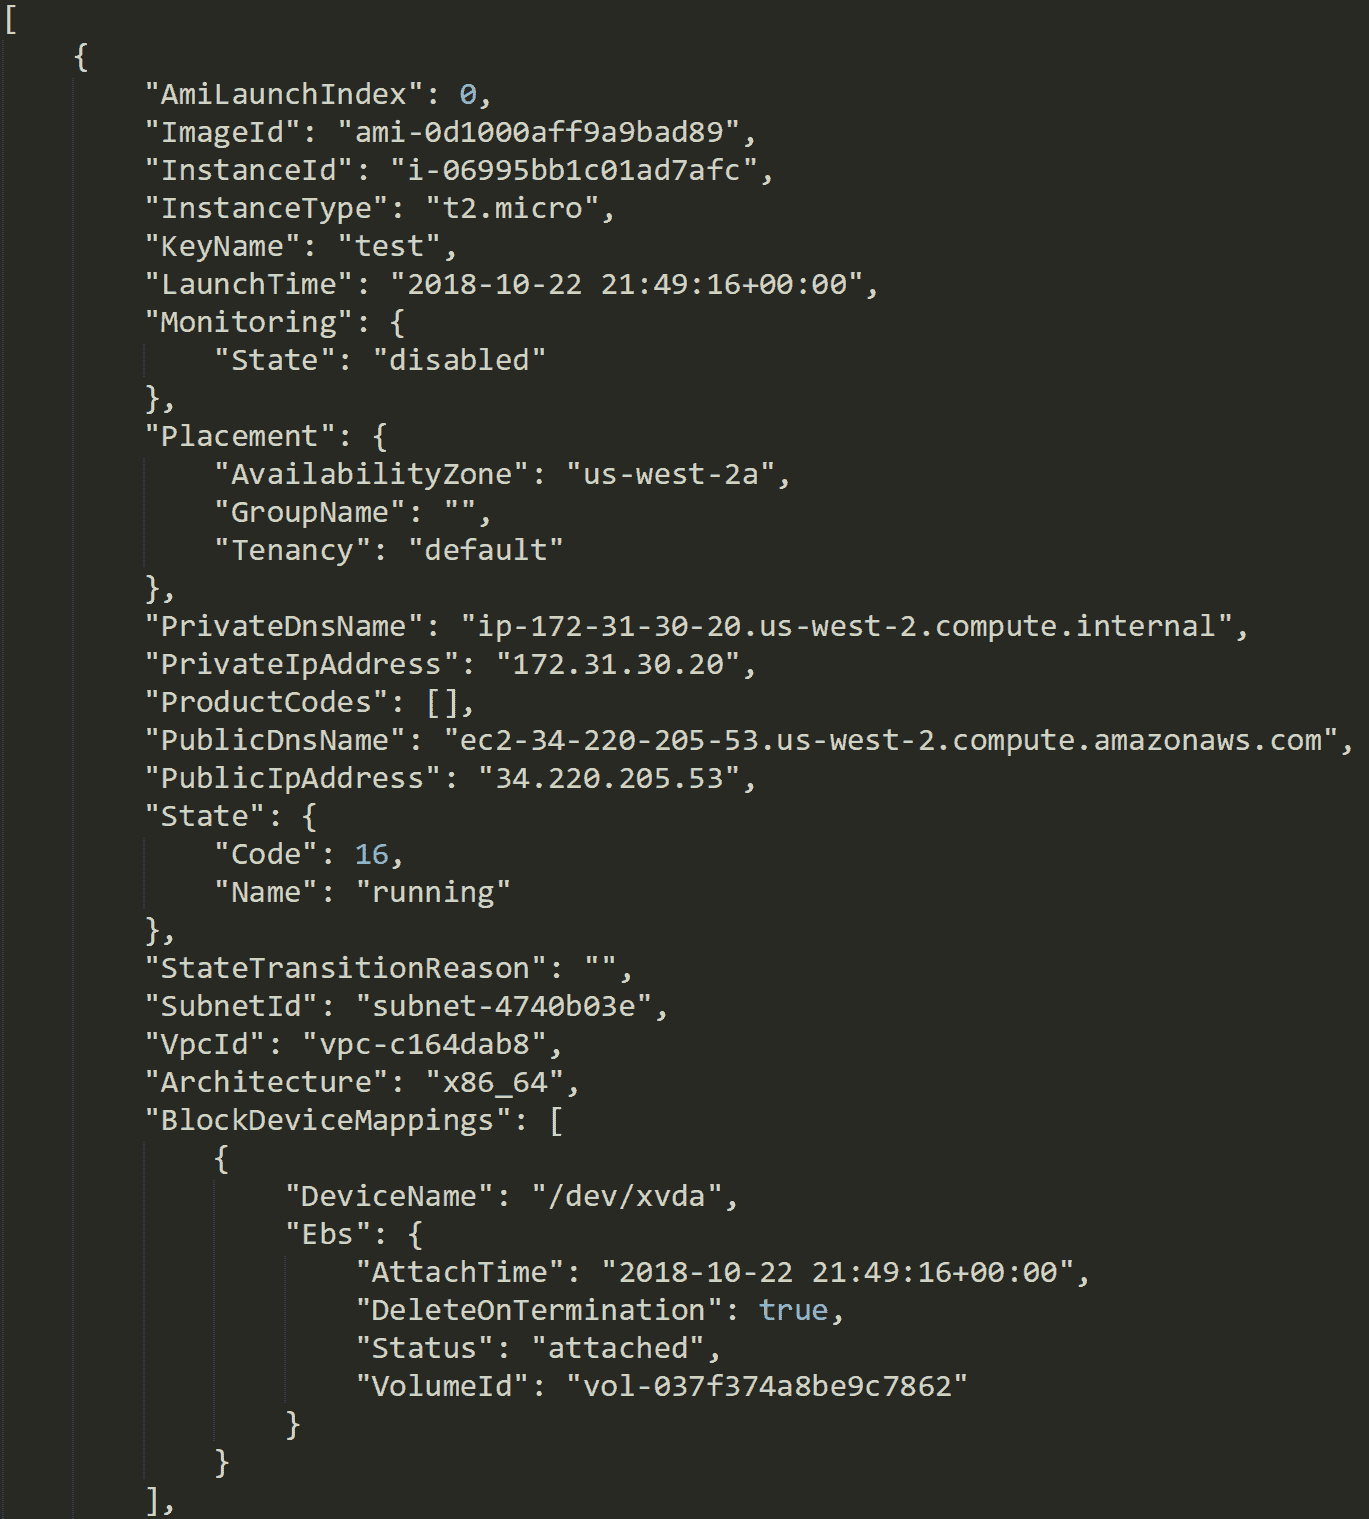 [
    {
        "AmiLaunchIndex": 0,
        "ImageId": "ami-0d1000aff9a9bad89",
        "InstanceId": "i-06995bb1c01ad7afc",
        "InstanceType": "t2.micro",
        "KeyName": "test",
        "LaunchTime": "2018-10-22 21:49:16+00:00",
        "Monitoring": {
            "State": "disabled"
        },
        "Placement": {
            "AvailabilityZone": "us-west-2a",
            "GroupName": "",
            "Tenancy": "default"
        },
        "PrivateDnsName": "ip-172-31-30-20.us-west-2.compute.internal",
        "PrivateIpAddress": "172.31.30.20",
        "ProductCodes": [],
        "PublicDnsName": "ec2-34-220-205-53.us-west-2.compute.amazonaws.com",
        "PublicIpAddress": "34.220.205.53",
        "State": {
            "Code": 16,
            "Name": "running"
        },
        "StateTransitionReason": "",
        "SubnetId": "subnet-4740b03e",
        "VpcId": "vpc-c164dab8",
        "Architecture": "x86_64",
        "BlockDeviceMappings": [
            {
                "DeviceName": "/dev/xvda",
                "Ebs": {
                    "AttachTime": "2018-10-22 21:49:16+00:00",
                    "DeleteOnTermination": true,
                    "Status": "attached",
                    "VolumeId": "vol-037f374a8be9c7862"
                }
            }
        ],